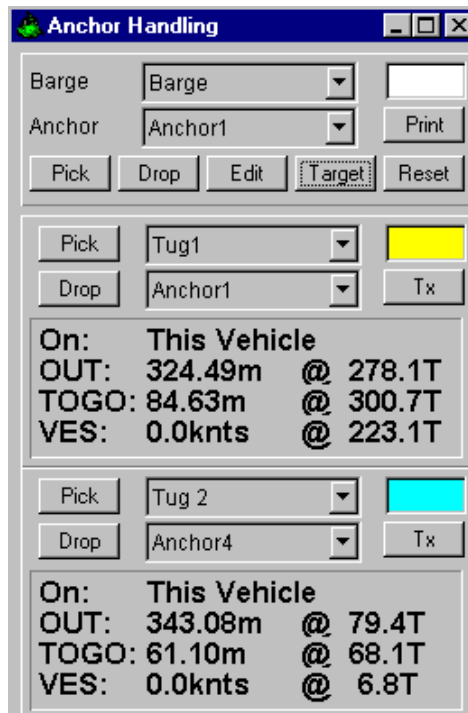 Anchor Handling
Barge Barge
Anchor Anchor1 Print
Pick Drop Edit Target Reset
Pick Tug1
Drop Anchor1 Tx
On: This Vehicle
OUT: 324.49m @ 278.1T
TOGO: 84.63m @ 300.7T
VES: 0.0knts @ 223.1T
Pick Tug 2
Drop Anchor4 Tx
On: This Vehicle
OUT: 343.08m @ 79.4T
TOGO: 61.10m @ 68.1T
VES: 0.0knts @ 6.8T